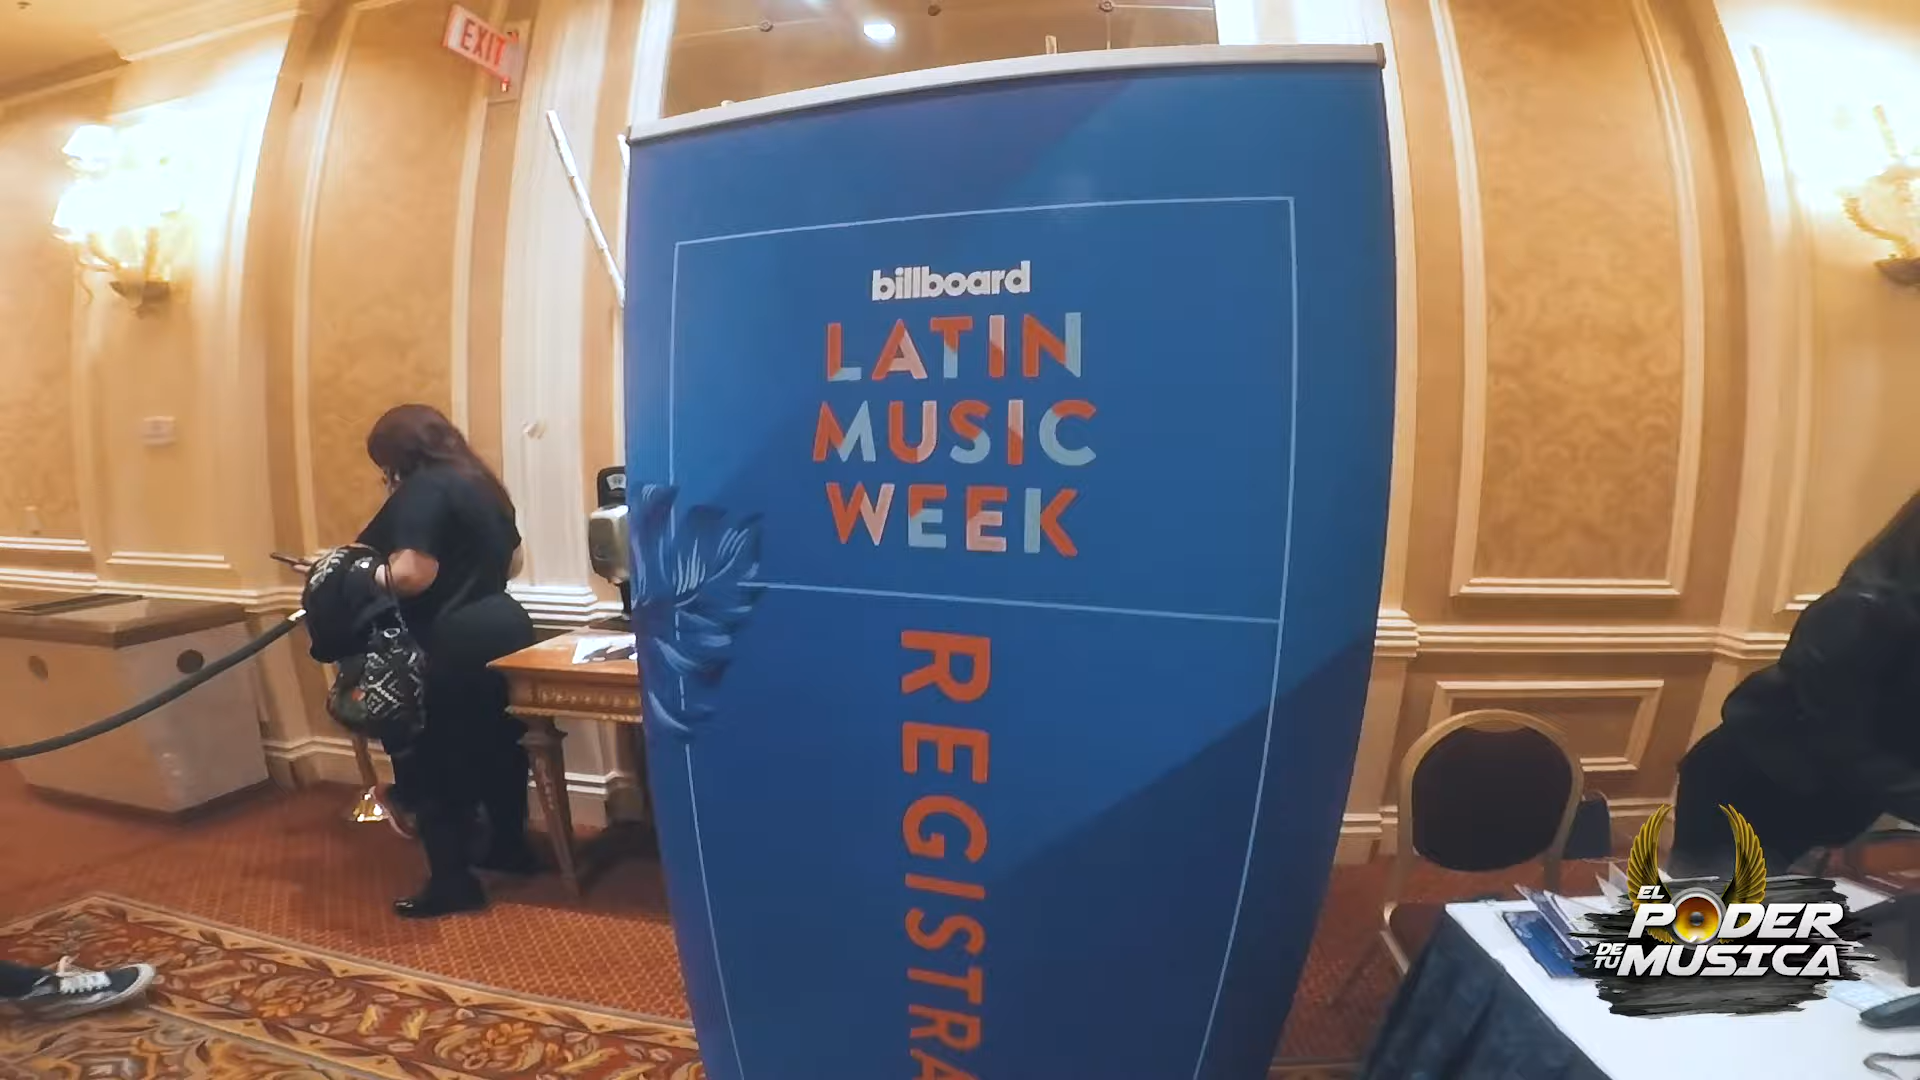 EXIT
billboard
LATIN
MUSIC
WEEK
REGISTRA
EL
PODER
DE TU
MUSICA